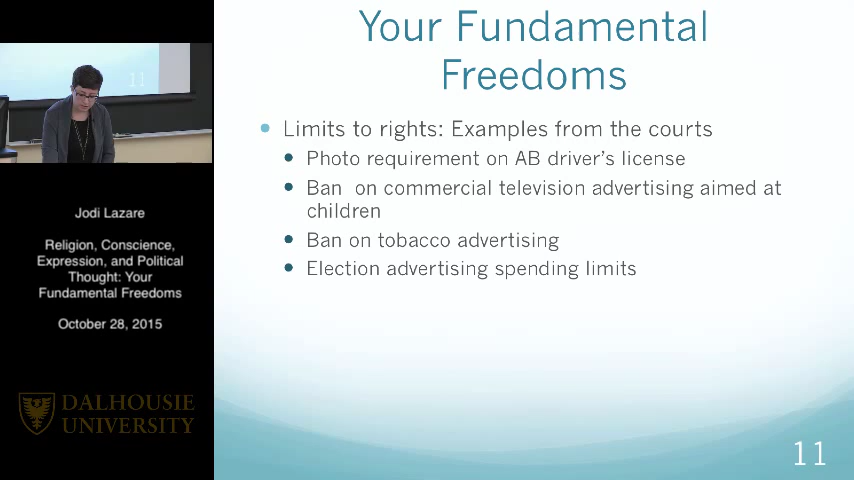 Your Fundamental
Freedoms
Limits to rights: Examples from the courts
Photo requirement on AB driver's license
Ban on commercial television advertising aimed at
children
Ban on tobacco advertising
Election advertising spending limits
11
11
Jodi Lazare
Religion, Conscience,
Expression, and Political
Thought: Your
Fundamental Freedoms
October 28, 2015
DALHOUSIE
UNIVERSITY